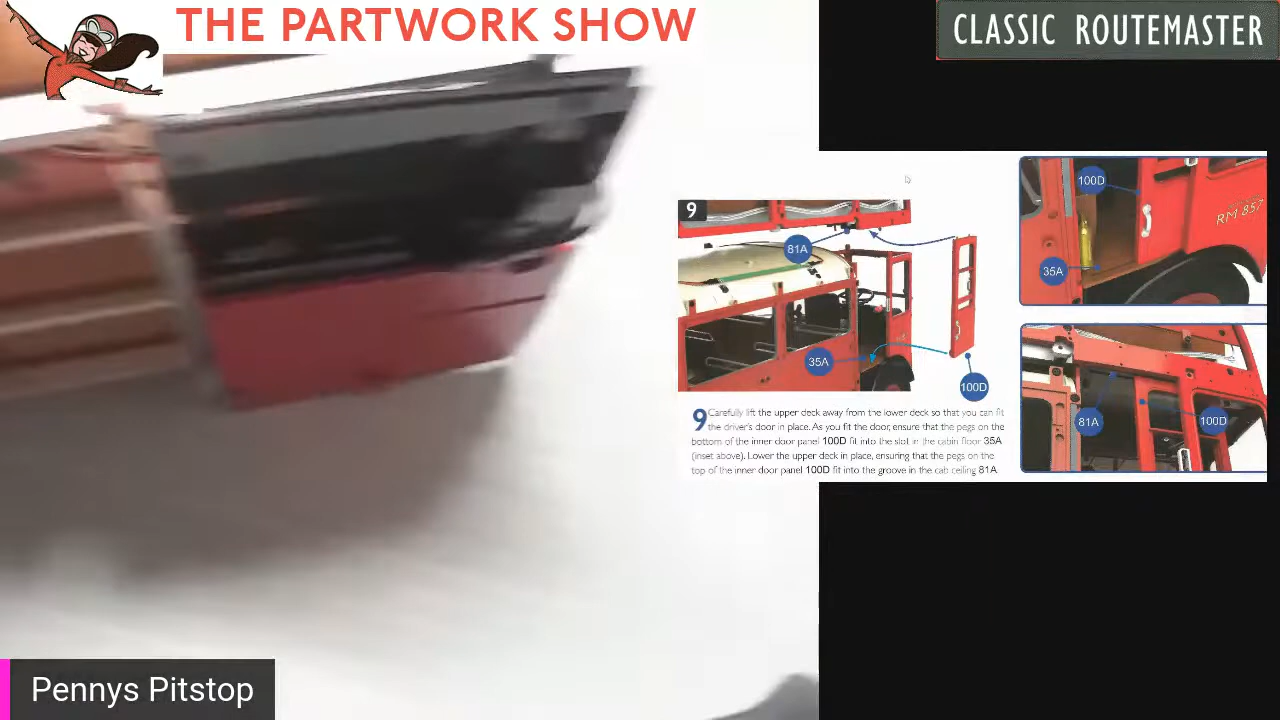 THE PARTWORK SHOW
CLASSIC ROUTEMASTER
9
81A
35A
100D
9 Carefully lift the upper deck away from the lower deck so that you can fit
the driver's door in place. As you fit the door, ensure that the pegs on the
bottom of the inner door panel 100D fit into the slot in the cabin floor 35A
(inset above). Lower the upper deck in place, ensuring that the pegs on the
top of the inner door panel 100D fit into the groove in the cab ceiling 81A
100D
RM 857
35A
81A
100D
Pennys Pitstop